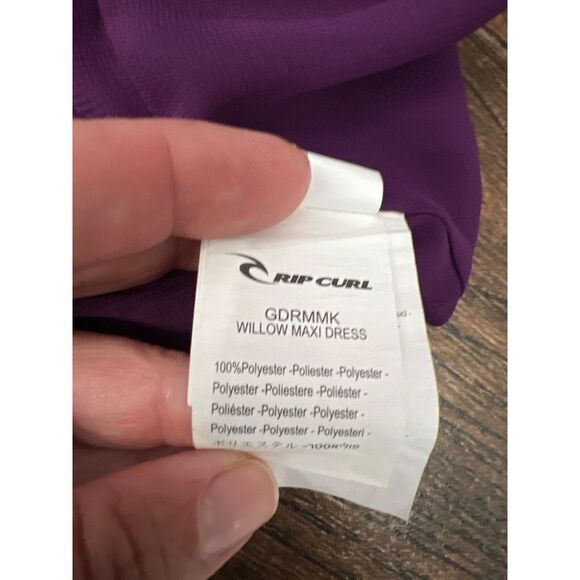 RIP CURL
GDRMMK
WILLOW MAXI DRESS
100%Polyester -Poliester -Polyester -
Polyester -Poliestere -Poliéster -
Poliéster -Polyester -Polyester -
Polyester -Polyester - Polyesteri -
ポリエステル -פוליאסטר